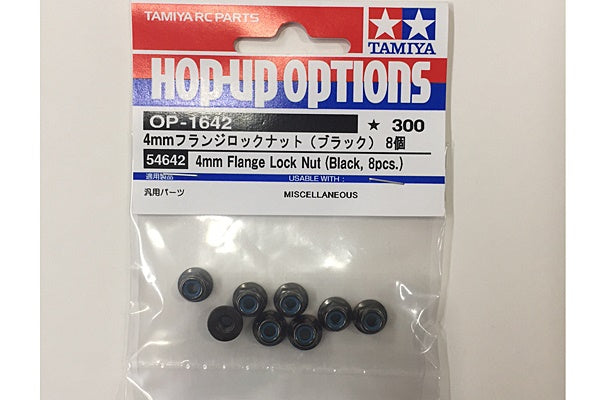 TAMIYA RC PARTS
TAMIYA
HOP-UP OPTIONS
OP-1642 ★ 300
4mmフランジロックナット（ブラック） 8個
54642 4mm Flange Lock Nut (Black, 8pcs.)
適用製品 USABLE WITH :
汎用パーツ MISCELLANEOUS